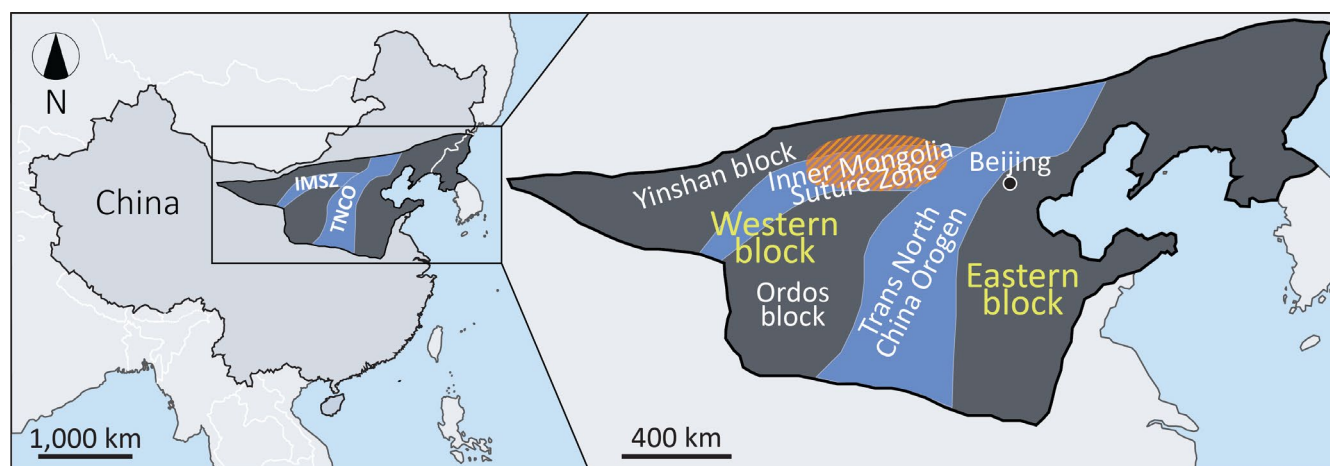 N
China
IMSZ
TNCO
1,000 km
Yinshan block
Inner Mongolia
Suture Zone
Beijing
Western
block
Ordos
block
Trans North
China Orogen
Eastern
block
400 km